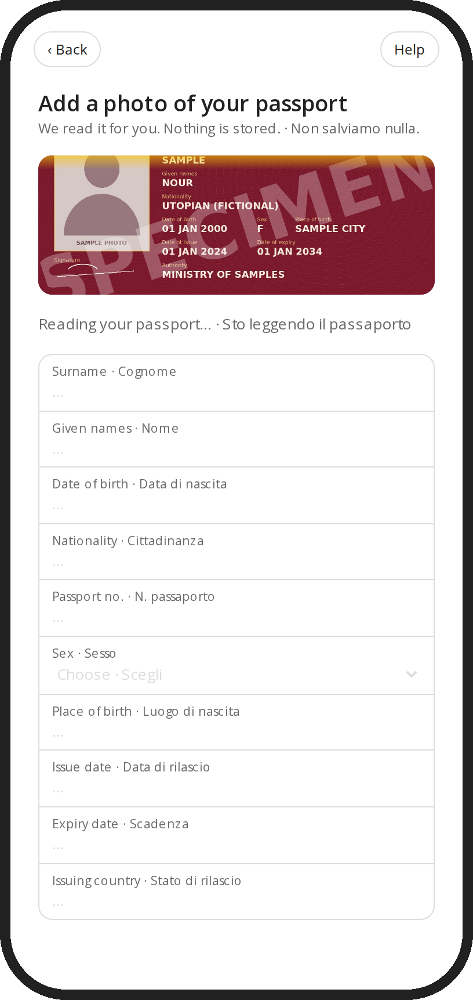 ‹ Back
Help
Add a photo of your passport
We read it for you. Nothing is stored. · Non salviamo nulla.
SAMPLE
Given names
NOUR
Nationality
UTOPIAN (FICTIONAL)
Date of birth Sex Place of birth
01 JAN 2000 F SAMPLE CITY
SAMPLE PHOTO
Date of issue Date of expiry
01 JAN 2024 01 JAN 2034
Signature
Authority
MINISTRY OF SAMPLES
SPECIMEN
Reading your passport... · Sto leggendo il passaporto
Surname · Cognome
...
Given names · Nome
...
Date of birth · Data di nascita
...
Nationality · Cittadinanza
...
Passport no. · N. passaporto
...
Sex · Sesso
Choose · Scegli
Place of birth · Luogo di nascita
...
Issue date · Data di rilascio
...
Expiry date · Scadenza
...
Issuing country · Stato di rilascio
...